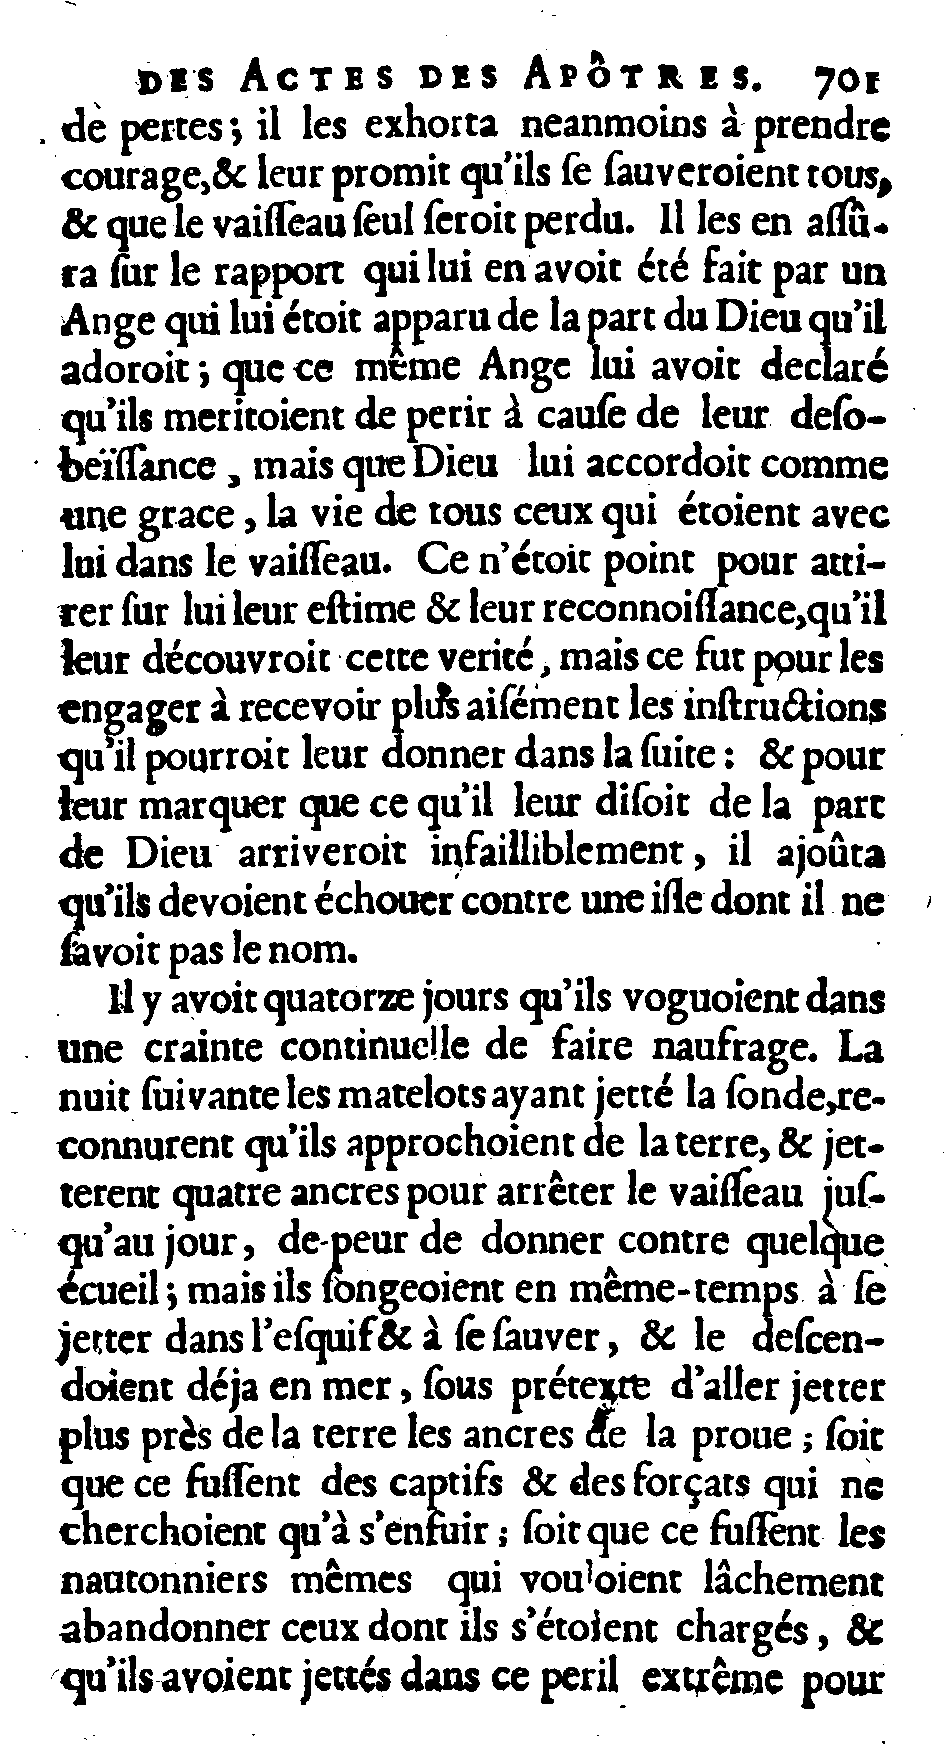 DES ACTES DES APÔTRES. 701
de pertes; il les exhorta neanmoins à prendre
courage, & leur promit qu'ils ſe ſauveroient tous,
& que le vaiſſeau ſeul ſeroit perdu. Il les en aſſû-
ra ſur le rapport qui lui en avoit été fait par un
Ange qui lui étoit apparu de la part du Dieu qu'il
adoroit; que ce même Ange lui avoit declaré
qu'ils meritoient de perir à cauſe de leur deſo-
beïſſance, mais que Dieu lui accordoit comme
une grace, la vie de tous ceux qui étoient avec
lui dans le vaiſſeau. Ce n'étoit point pour atti-
rer ſur lui leur eſtime & leur reconnoiſſance, qu'il
leur découvroit cette verité, mais ce fut pour les
engager à recevoir plus aiſément les inſtructions
qu'il pourroit leur donner dans la ſuite: & pour
leur marquer que ce qu'il leur diſoit de la part
de Dieu arriveroit infailliblement, il ajoûta
qu'ils devoient échouer contre une iſle dont il ne
ſavoit pas le nom.
Il y avoit quatorze jours qu'ils voguoient dans
une crainte continuelle de faire naufrage. La
nuit ſuivante les matelots ayant jetté la ſonde, re-
connurent qu'ils approchoient de la terre, & jet-
terent quatre ancres pour arrêter le vaiſſeau juſ-
qu'au jour, de-peur de donner contre quelque
écueil; mais ils ſongeoient en même-temps à ſe
jetter dans l'eſquif & à ſe ſauver, & le deſcen-
doient déja en mer, ſous prétexte d'aller jetter
plus près de la terre les ancres de la proue; ſoit
que ce fuſſent des captifs & des forçats qui ne
cherchoient qu'à s'enfuir; ſoit que ce fuſſent les
nautonniers mêmes qui vouloient lâchement
abandonner ceux dont ils s'étoient chargés, &
qu'ils avoient jettés dans ce peril extrême pour